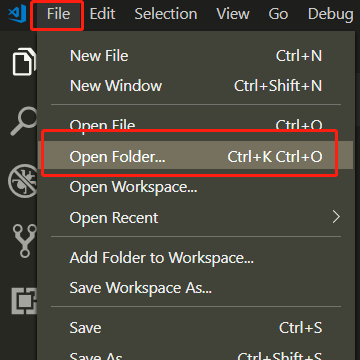 File Edit Selection View Go Debug
New File Ctrl+N
New Window Ctrl+Shift+N
Open File Ctrl+O
Open Folder... Ctrl+K Ctrl+O
Open Workspace...
Open Recent
Add Folder to Workspace...
Save Workspace As...
Save Ctrl+S
Save As Ctrl+Shift+S